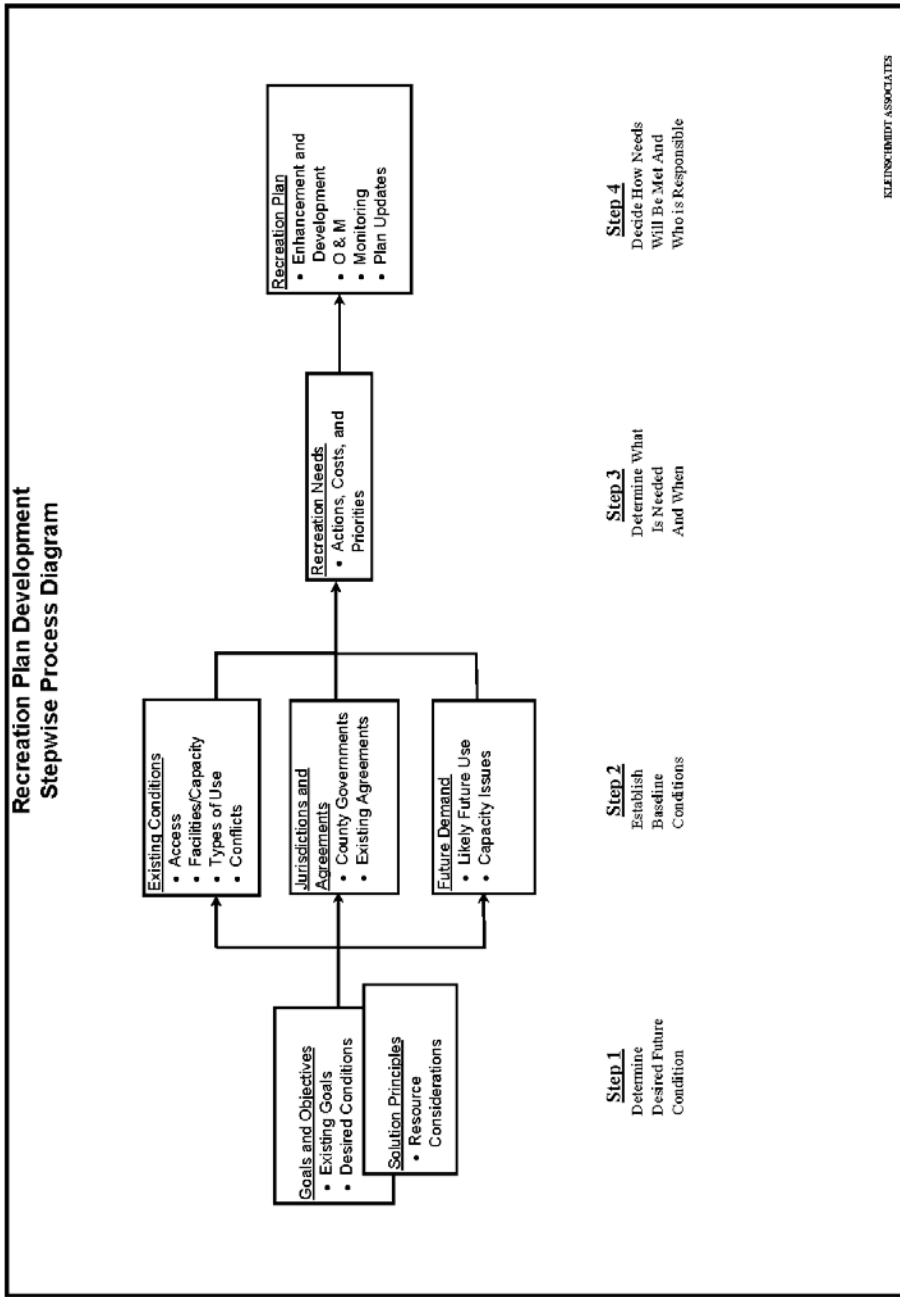 Recreation Plan Development
Stepwise Process Diagram
Goals and Objectives
• Existing Goals
• Desired Conditions
Solution Principles
• Resource
Considerations
Existing Conditions
• Access
• Facilities/Capacity
• Types of Use
• Conflicts
Jurisdictions and
Agreements
• County Governments
• Existing Agreements
Future Demand
• Likely Future Use
• Capacity Issues
Recreation Needs
• Actions, Costs, and
Priorities
Recreation Plan
• Enhancement and
Development
• O & M
• Monitoring
• Plan Updates
Step 1
Determine
Desired Future
Condition
Step 2
Establish
Baseline
Conditions
Step 3
Determine What
Is Needed
And When
Step 4
Decide How Needs
Will Be Met And
Who is Responsible
KLEINSCHMIDT ASSOCIATES